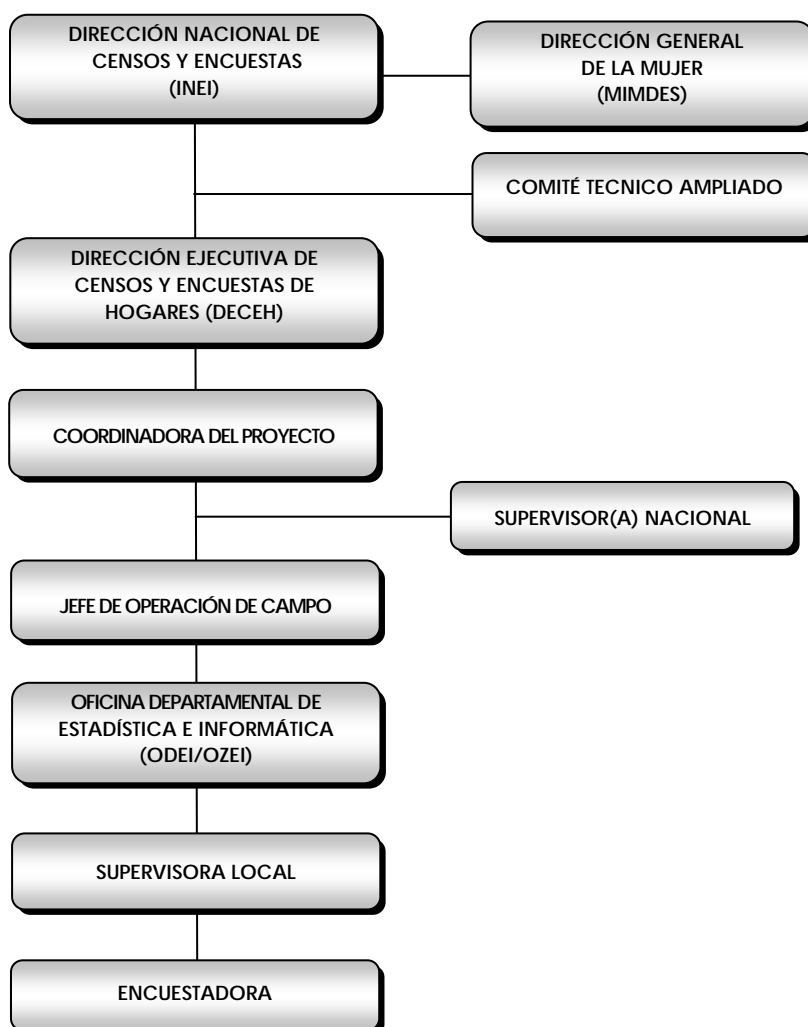 DIRECCIÓN NACIONAL DE
CENSOS Y ENCUESTAS
(INEI)
DIRECCIÓN GENERAL
DE LA MUJER
(MIMDES)
COMITÉ TECNICO AMPLIADO
DIRECCIÓN EJECUTIVA DE
CENSOS Y ENCUESTAS DE
HOGARES (DECEH)
COORDINADORA DEL PROYECTO
SUPERVISOR(A) NACIONAL
JEFE DE OPERACIÓN DE CAMPO
OFICINA DEPARTAMENTAL DE
ESTADÍSTICA E INFORMÁTICA
(ODEI/OZEI)
SUPERVISORA LOCAL
ENCUESTADORA